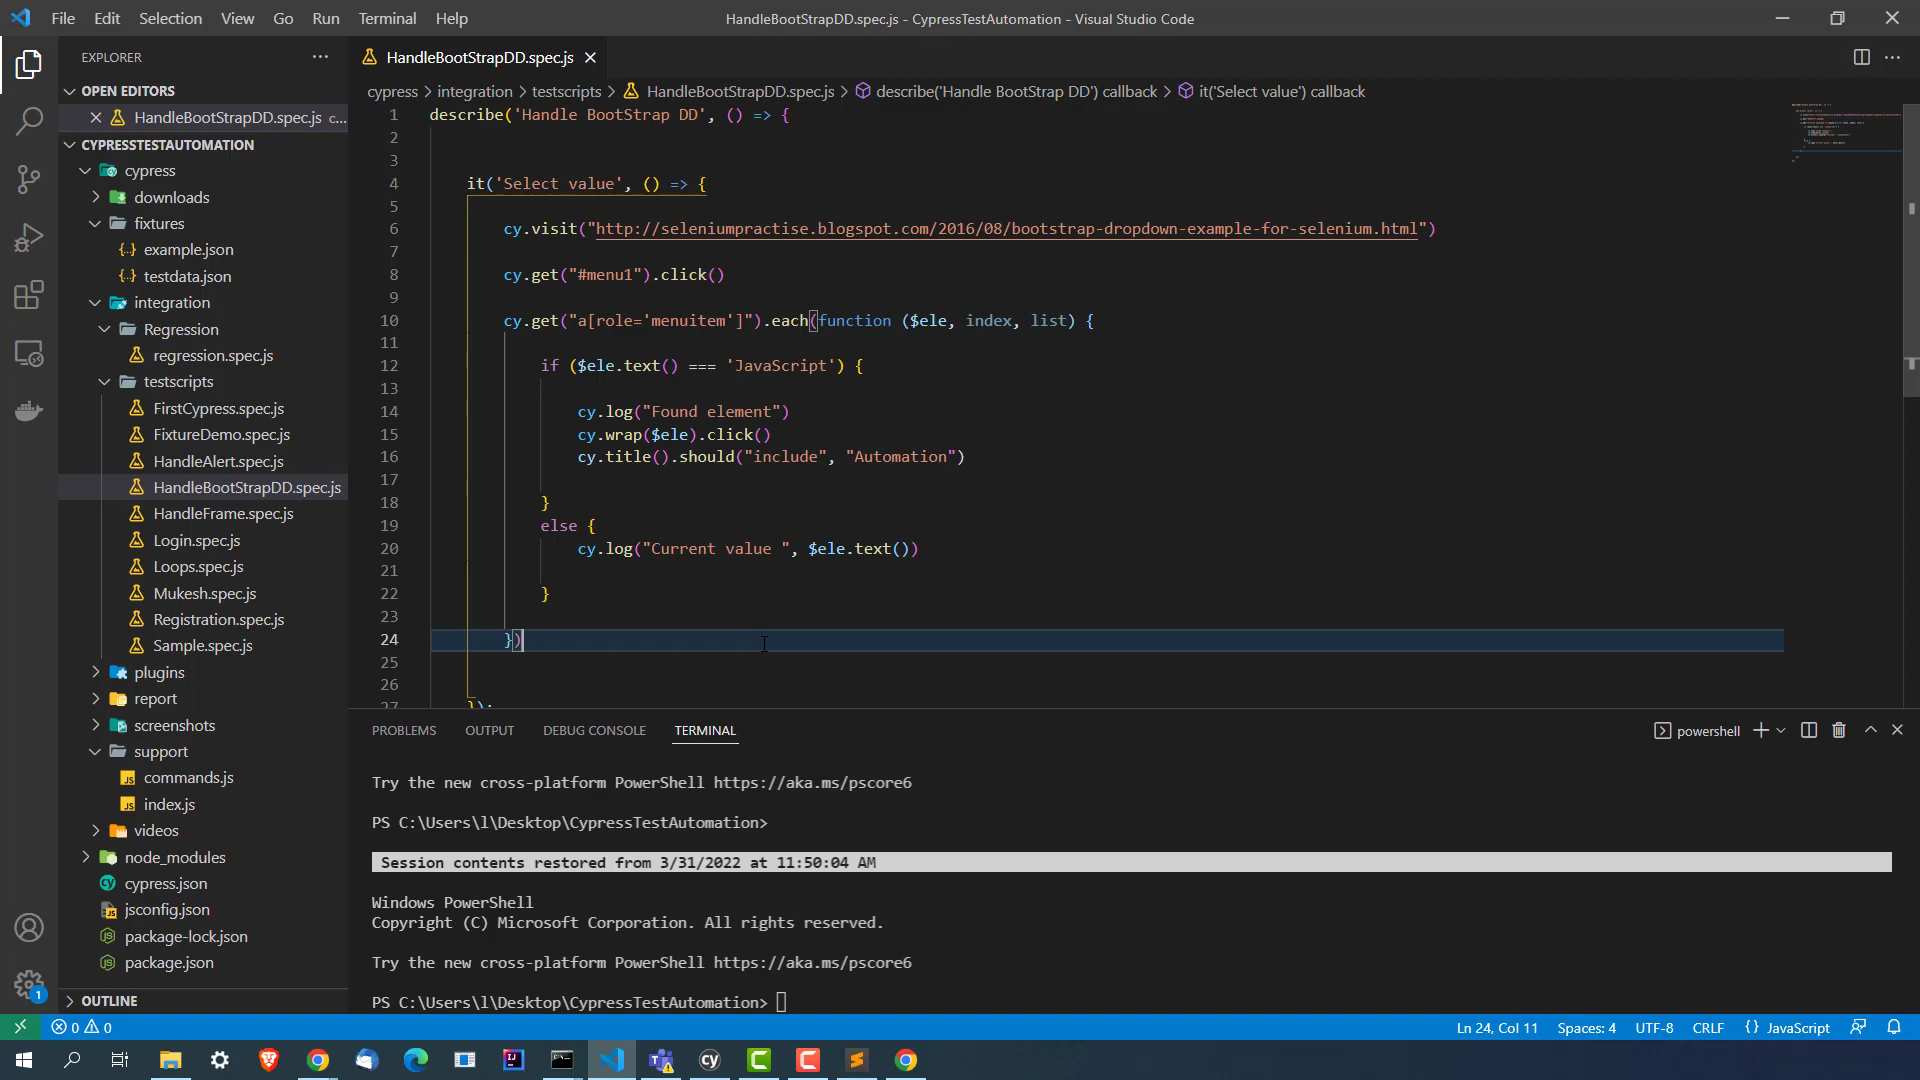 File Edit Selection View Go Run Terminal Help
HandleBootStrapDD.spec.js - CypressTestAutomation - Visual Studio Code
EXPLORER
OPEN EDITORS
HandleBootStrapDD.spec.js c...
CYPRESSTESTAUTOMATION
cypress
downloads
fixtures
example.json
testdata.json
integration
Regression
regression.spec.js
testscripts
FirstCypress.spec.js
FixtureDemo.spec.js
HandleAlert.spec.js
HandleBootStrapDD.spec.js
HandleFrame.spec.js
Login.spec.js
Loops.spec.js
Mukesh.spec.js
Registration.spec.js
Sample.spec.js
plugins
report
screenshots
support
commands.js
index.js
videos
node_modules
cypress.json
jsconfig.json
package-lock.json
package.json
OUTLINE
HandleBootStrapDD.spec.js
cypress > integration > testscripts > HandleBootStrapDD.spec.js > describe('Handle BootStrap DD') callback > it('Select value') callback
1 describe('Handle BootStrap DD', () => {
2
3
4 it('Select value', () => {
5
6 cy.visit("http://seleniumpractise.blogspot.com/2016/08/bootstrap-dropdown-example-for-selenium.html")
7
8 cy.get("#menu1").click()
9
10 cy.get("a[role='menuitem']").each(function ($ele, index, list) {
11
12 if ($ele.text() === 'JavaScript') {
13
14 cy.log("Found element")
15 cy.wrap($ele).click()
16 cy.title().should("include", "Automation")
17
18 }
19 else {
20 cy.log("Current value ", $ele.text())
21
22 }
23
24 })
25
26
27 });
PROBLEMS OUTPUT DEBUG CONSOLE TERMINAL
powershell
Try the new cross-platform PowerShell https://aka.ms/pscore6
PS C:\Users\l\Desktop\CypressTestAutomation>
Session contents restored from 3/31/2022 at 11:50:04 AM
Windows PowerShell
Copyright (C) Microsoft Corporation. All rights reserved.
Try the new cross-platform PowerShell https://aka.ms/pscore6
PS C:\Users\l\Desktop\CypressTestAutomation>
1
0 0
Ln 24, Col 11 Spaces: 4 UTF-8 CRLF {} JavaScript